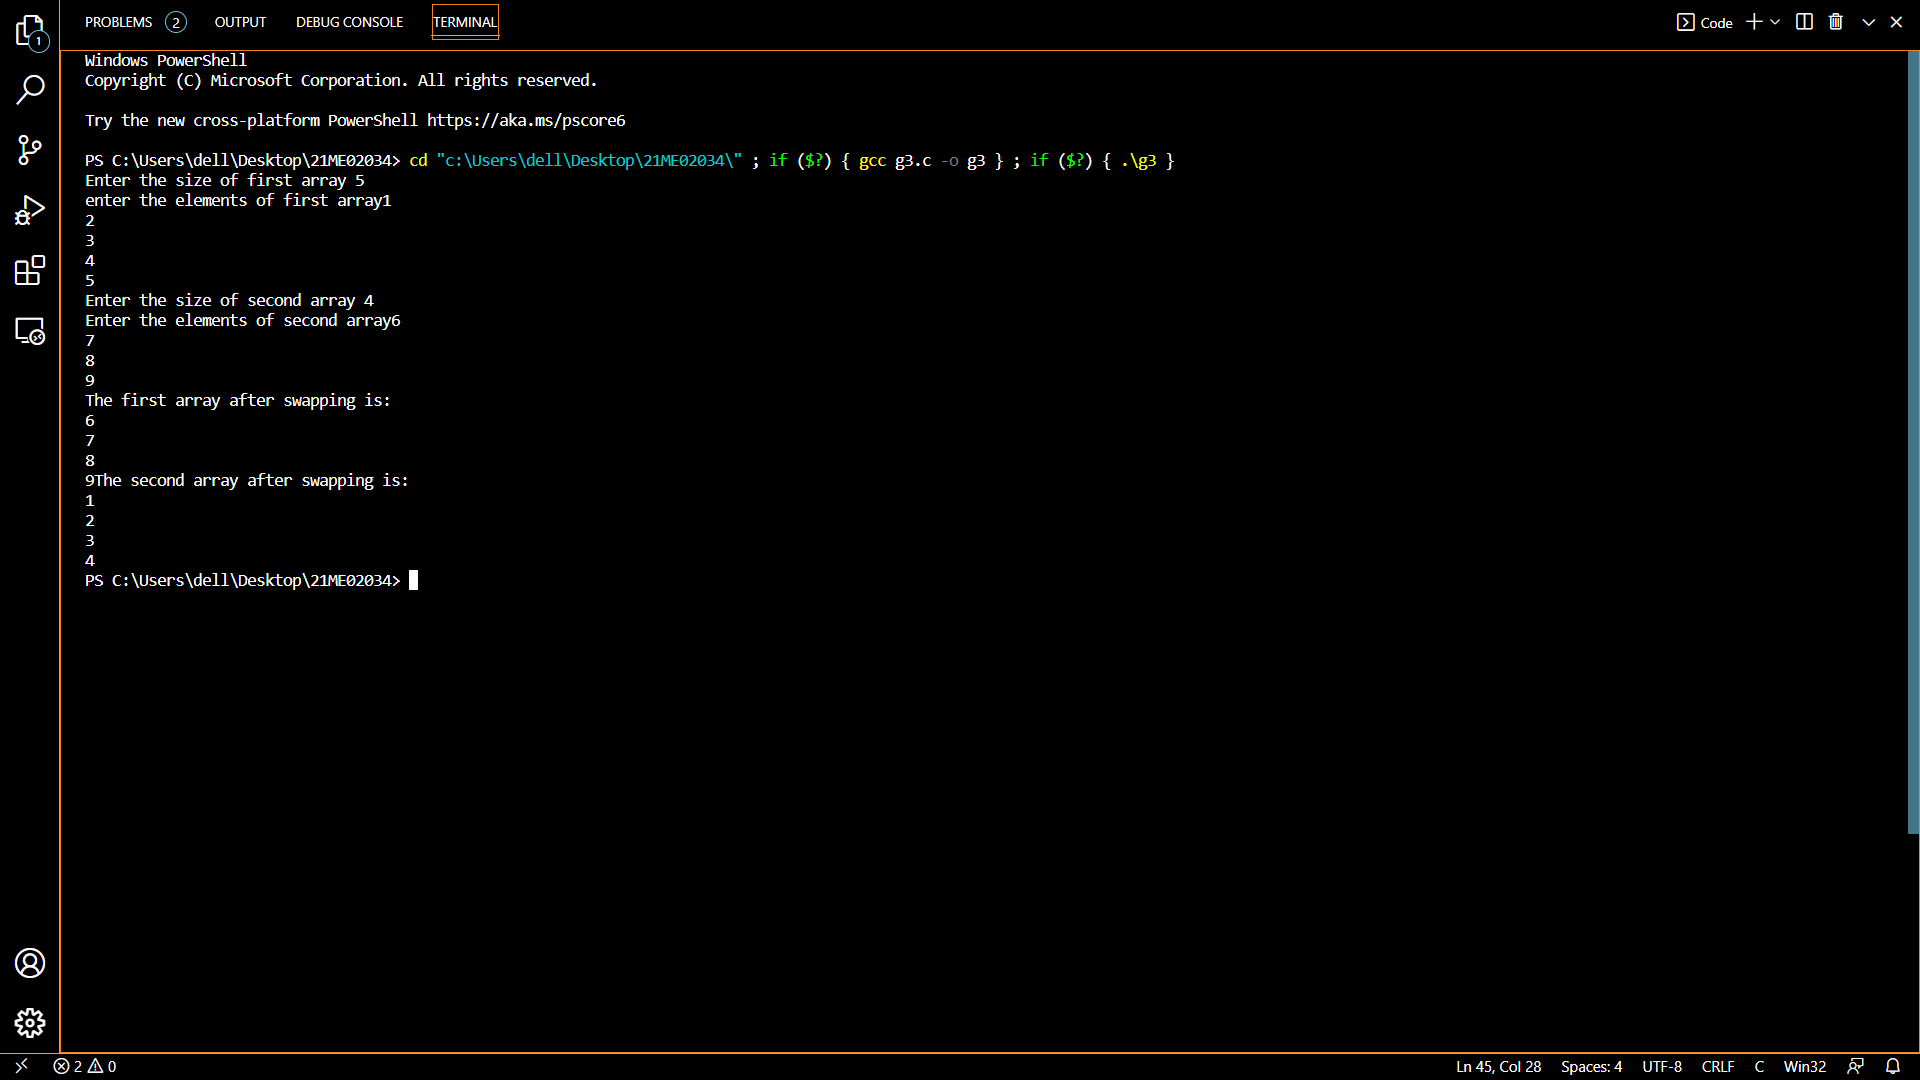 PROBLEMS 2 OUTPUT DEBUG CONSOLE TERMINAL Code
1
Windows PowerShell
Copyright (C) Microsoft Corporation. All rights reserved.
Try the new cross-platform PowerShell https://aka.ms/pscore6
PS C:\Users\dell\Desktop\21ME02034> cd "c:\Users\dell\Desktop\21ME02034\" ; if ($?) { gcc g3.c -o g3 } ; if ($?) { .\g3 }
Enter the size of first array 5
enter the elements of first array1
2
3
4
5
Enter the size of second array 4
Enter the elements of second array6
7
8
9
The first array after swapping is:
6
7
8
9The second array after swapping is:
1
2
3
4
PS C:\Users\dell\Desktop\21ME02034>
2 0 Ln 45, Col 28 Spaces: 4 UTF-8 CRLF C Win32